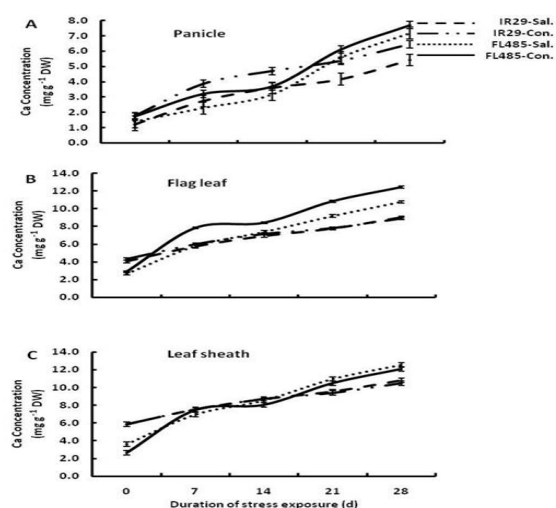 A
Panicle
Ca Concentration
(mg g⁻¹ DW)
8.0
7.0
6.0
5.0
4.0
3.0
2.0
1.0
0.0
IR29-Sal.
IR29-Con.
FL485-Sal.
FL485-Con.
B
Flag leaf
Ca Concentration
(mg g⁻¹ DW)
14.0
12.0
10.0
8.0
6.0
4.0
2.0
0.0
C
Leaf sheath
Ca Concentration
(mg g⁻¹ DW)
14.0
12.0
10.0
8.0
6.0
4.0
2.0
0.0
0 7 14 21 28
Duration of stress exposure (d)